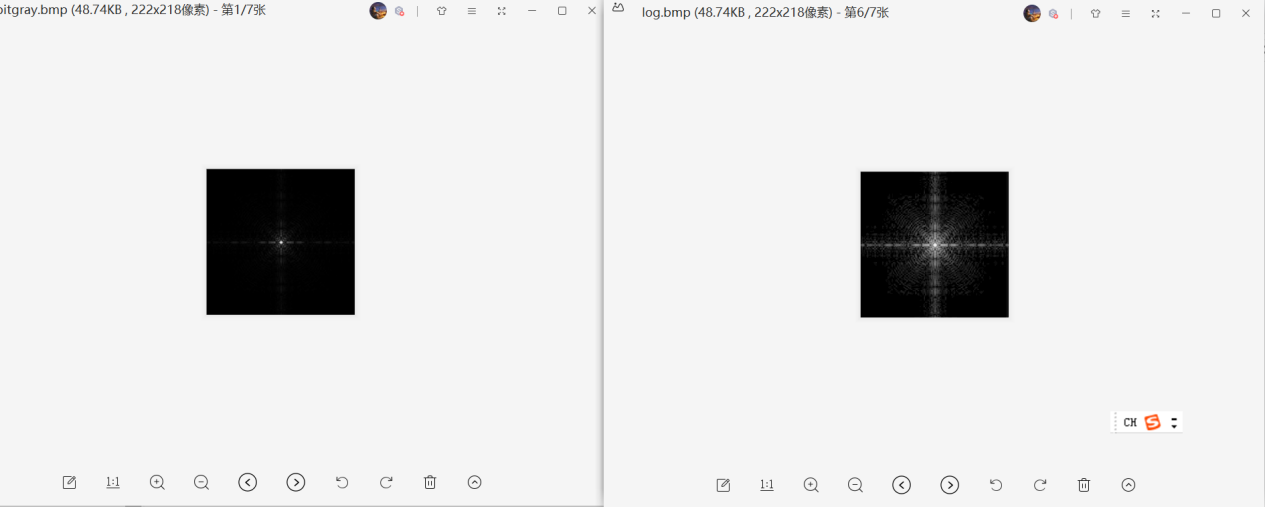 bitgray.bmp (48.74KB , 222x218像素) - 第1/7张
log.bmp (48.74KB , 222x218像素) - 第6/7张
CH
1:1
1:1